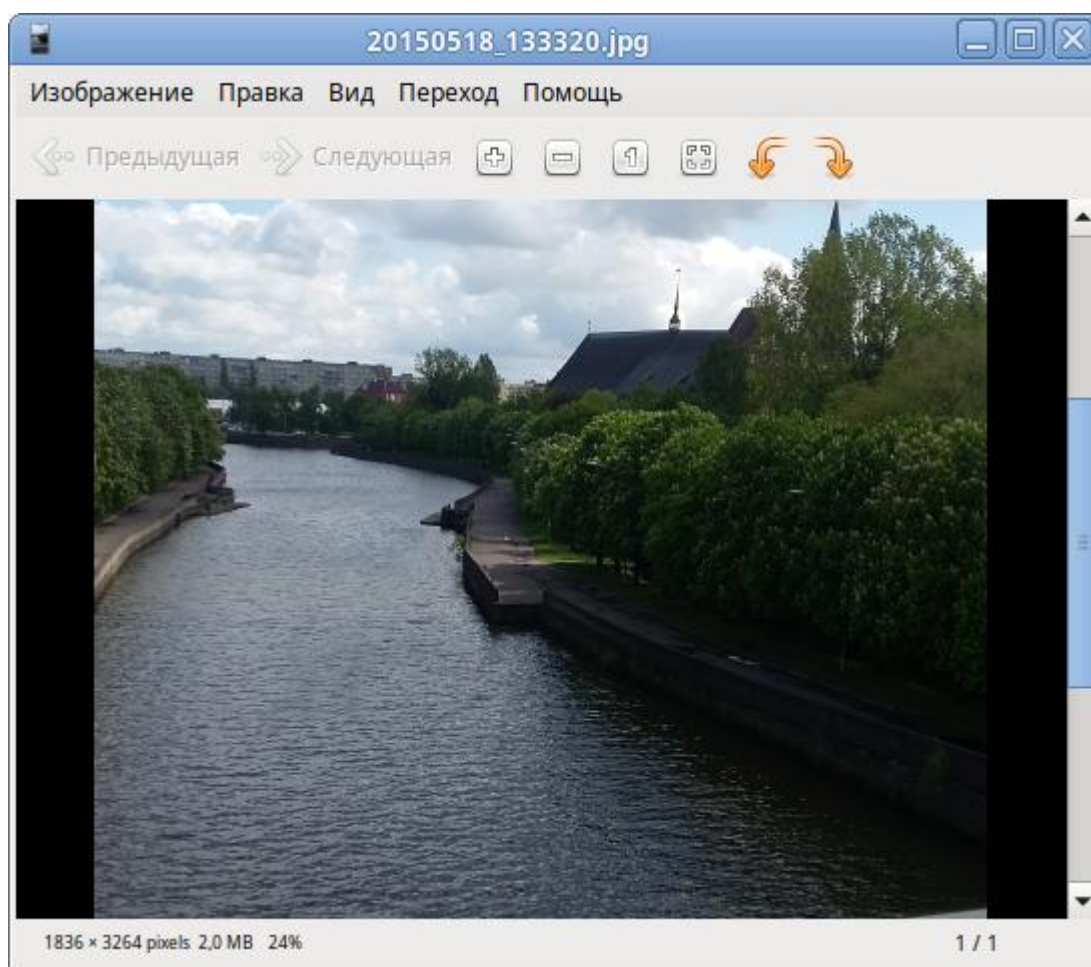 20150518_133320.jpg
Изображение Правка Вид Переход Помощь
Предыдущая Следующая
1836 × 3264 pixels 2,0 MB 24%
1 / 1